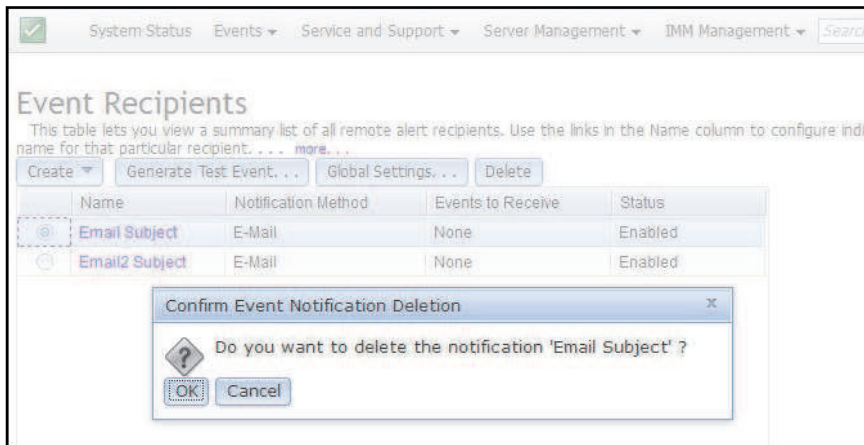 System Status Events Service and Support Server Management IMM Management Search
Event Recipients
This table lets you view a summary list of all remote alert recipients. Use the links in the Name column to configure indi
name for that particular recipient. . . . more. . .
Create Generate Test Event. . . Global Settings. . . Delete
Name Notification Method Events to Receive Status
Email Subject E-Mail None Enabled
Email2 Subject E-Mail None Enabled
Confirm Event Notification Deletion x
? Do you want to delete the notification 'Email Subject' ?
OK Cancel